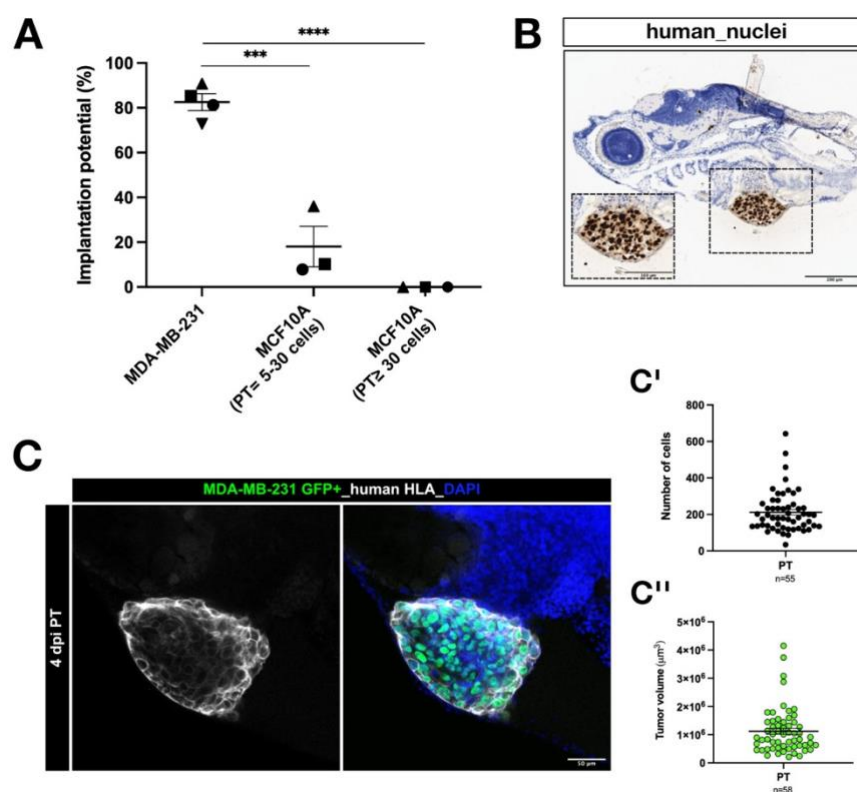 A
Implantation potential (%)
100
80
60
40
20
0
***
****
MDA-MB-231
MCF10A
(PT= 5-30 cells)
MCF10A
(PT≥ 30 cells)
B
human_nuclei
C
MDA-MB-231 GFP+_human HLA_DAPI
4 dpi PT
50 µm
C'
Number of cells
800
600
400
200
0
PT
n=55
C''
Tumor volume (µm³)
5×10⁶
4×10⁶
3×10⁶
2×10⁶
1×10⁶
0
PT
n=58